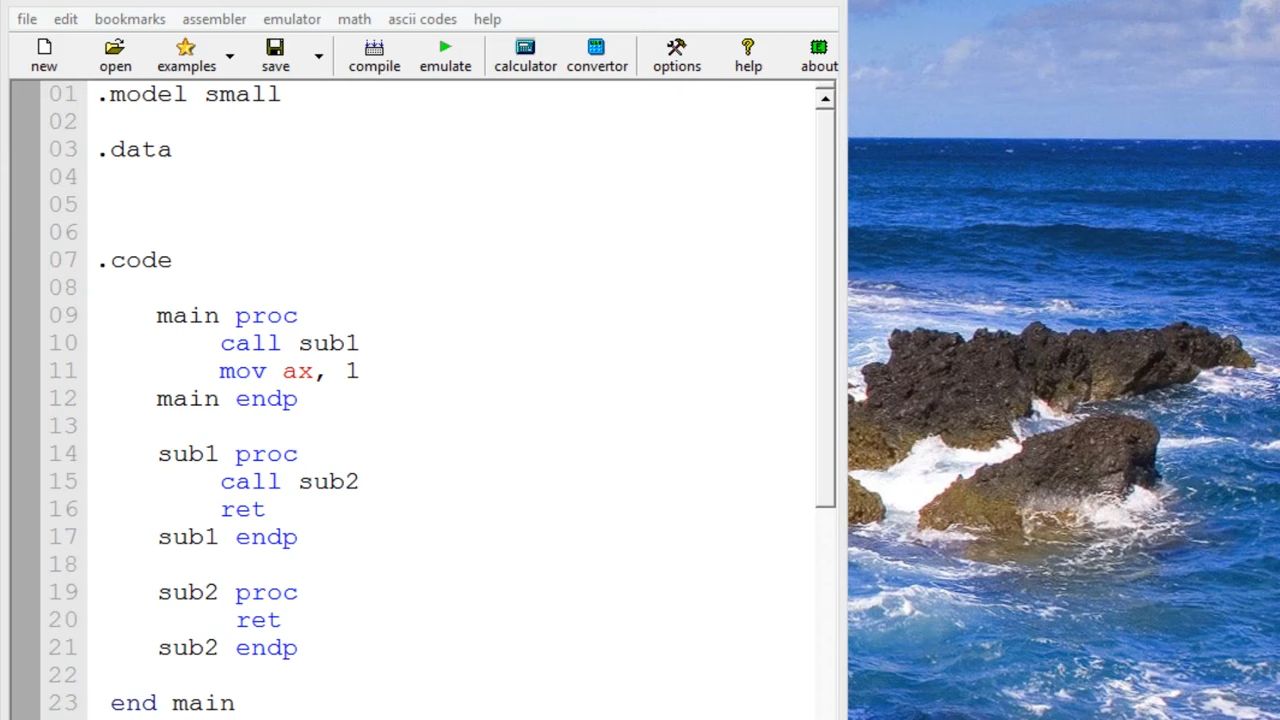 file edit bookmarks assembler emulator math ascii codes help
new open examples save compile emulate calculator convertor options help about
01 .model small
02
03 .data
04
05
06
07 .code
08
09 main proc
10 call sub1
11 mov ax, 1
12 main endp
13
14 sub1 proc
15 call sub2
16 ret
17 sub1 endp
18
19 sub2 proc
20 ret
21 sub2 endp
22
23 end main